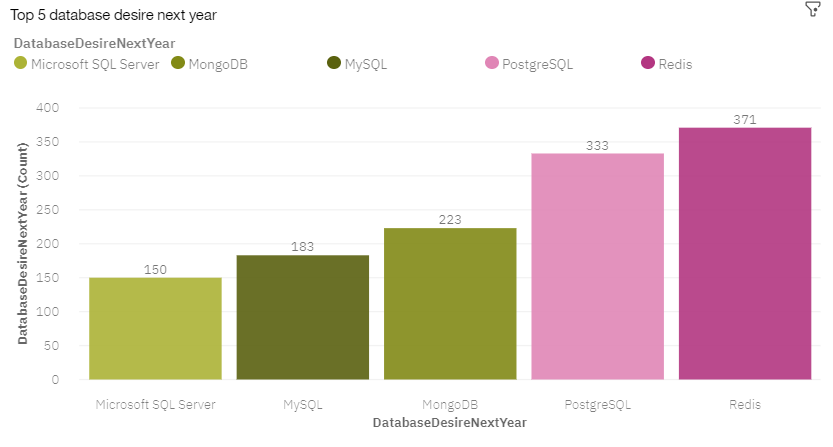 Top 5 database desire next year
DatabaseDesireNextYear
Microsoft SQL Server MongoDB MySQL PostgreSQL Redis
DatabaseDesireNextYear (Count)
400
350
300
250
200
150
100
50
0
150
183
223
333
371
Microsoft SQL Server MySQL MongoDB PostgreSQL Redis
DatabaseDesireNextYear